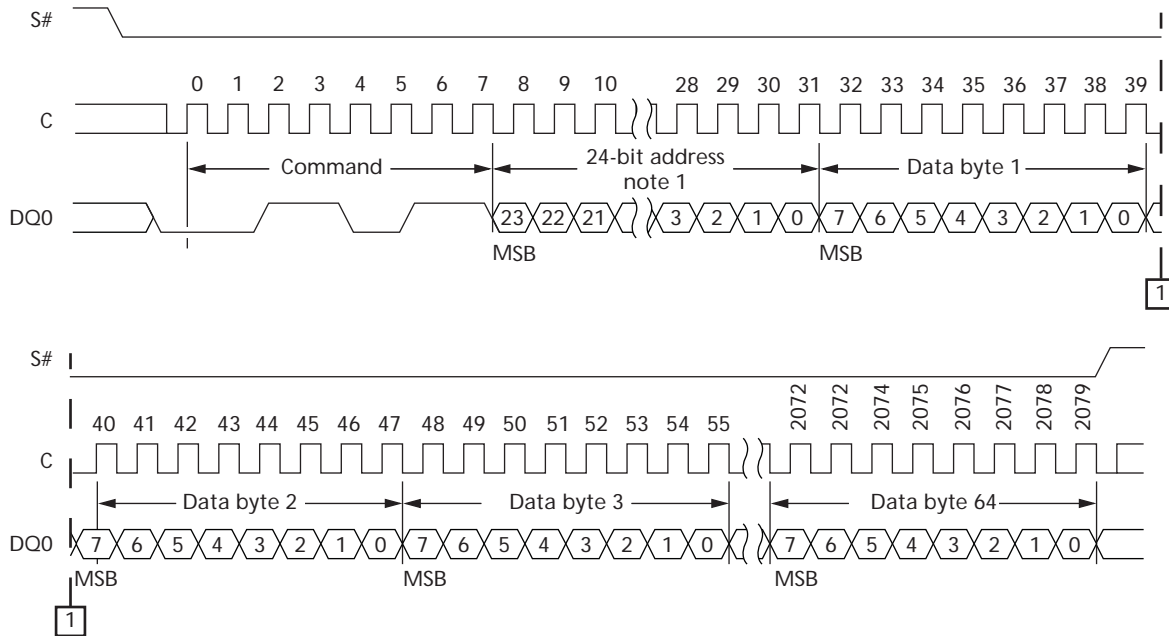 S#
0 1 2 3 4 5 6 7 8 9 10 28 29 30 31 32 33 34 35 36 37 38 39
C
Command
24-bit address
note 1
Data byte 1
DQ0
23 22 21 3 2 1 0 7 6 5 4 3 2 1 0
MSB MSB
1
S#
40 41 42 43 44 45 46 47 48 49 50 51 52 53 54 55 2072 2072 2074 2075 2076 2077 2078 2079
C
Data byte 2 Data byte 3 Data byte 64
DQ0
7 6 5 4 3 2 1 0 7 6 5 4 3 2 1 0 7 6 5 4 3 2 1 0
MSB MSB MSB
1